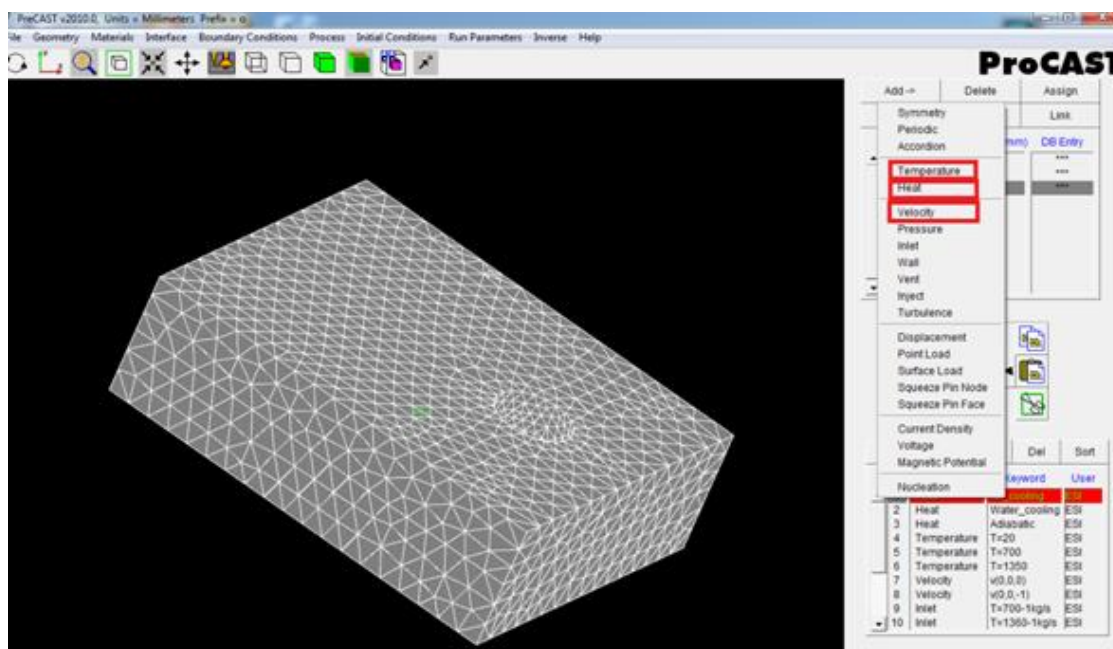 PreCAST v2010.0, Units = Millimeters Prefix = o
File Geometry Materials Interface Boundary Conditions Process Initial Conditions Run Parameters Inverse Help
ProCAST
Add -> Delete Assign
Link
Symmetry
Periodic
Accordion
mm) DB Entry
***
Temperature ***
Heat ***
Velocity
Pressure
Inlet
Wall
Vent
Inject
Turbulence
Displacement
Point Load
Surface Load
Squeeze Pin Node
Squeeze Pin Face
Current Density
Voltage
Magnetic Potential
Del Sort
Nucleation
Keyword User
cooling ESI
2 Heat Water_cooling ESI
3 Heat Adiabatic ESI
4 Temperature T=20 ESI
5 Temperature T=700 ESI
6 Temperature T=1350 ESI
7 Velocity v(0,0,0) ESI
8 Velocity v(0,0,-1) ESI
9 Inlet T=700-1kg/s ESI
10 Inlet T=1360-1kg/s ESI